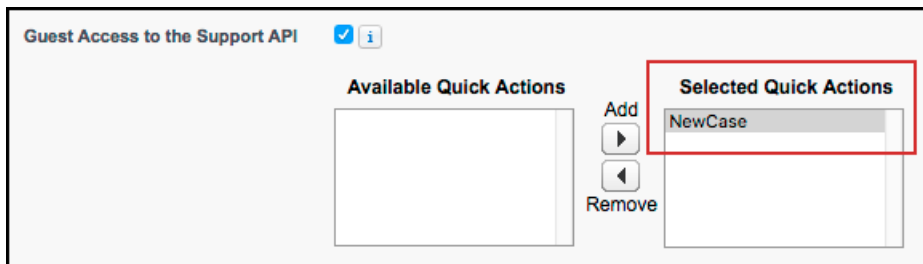 Guest Access to the Support API
i
Available Quick Actions
Selected Quick Actions
Add
NewCase
Remove